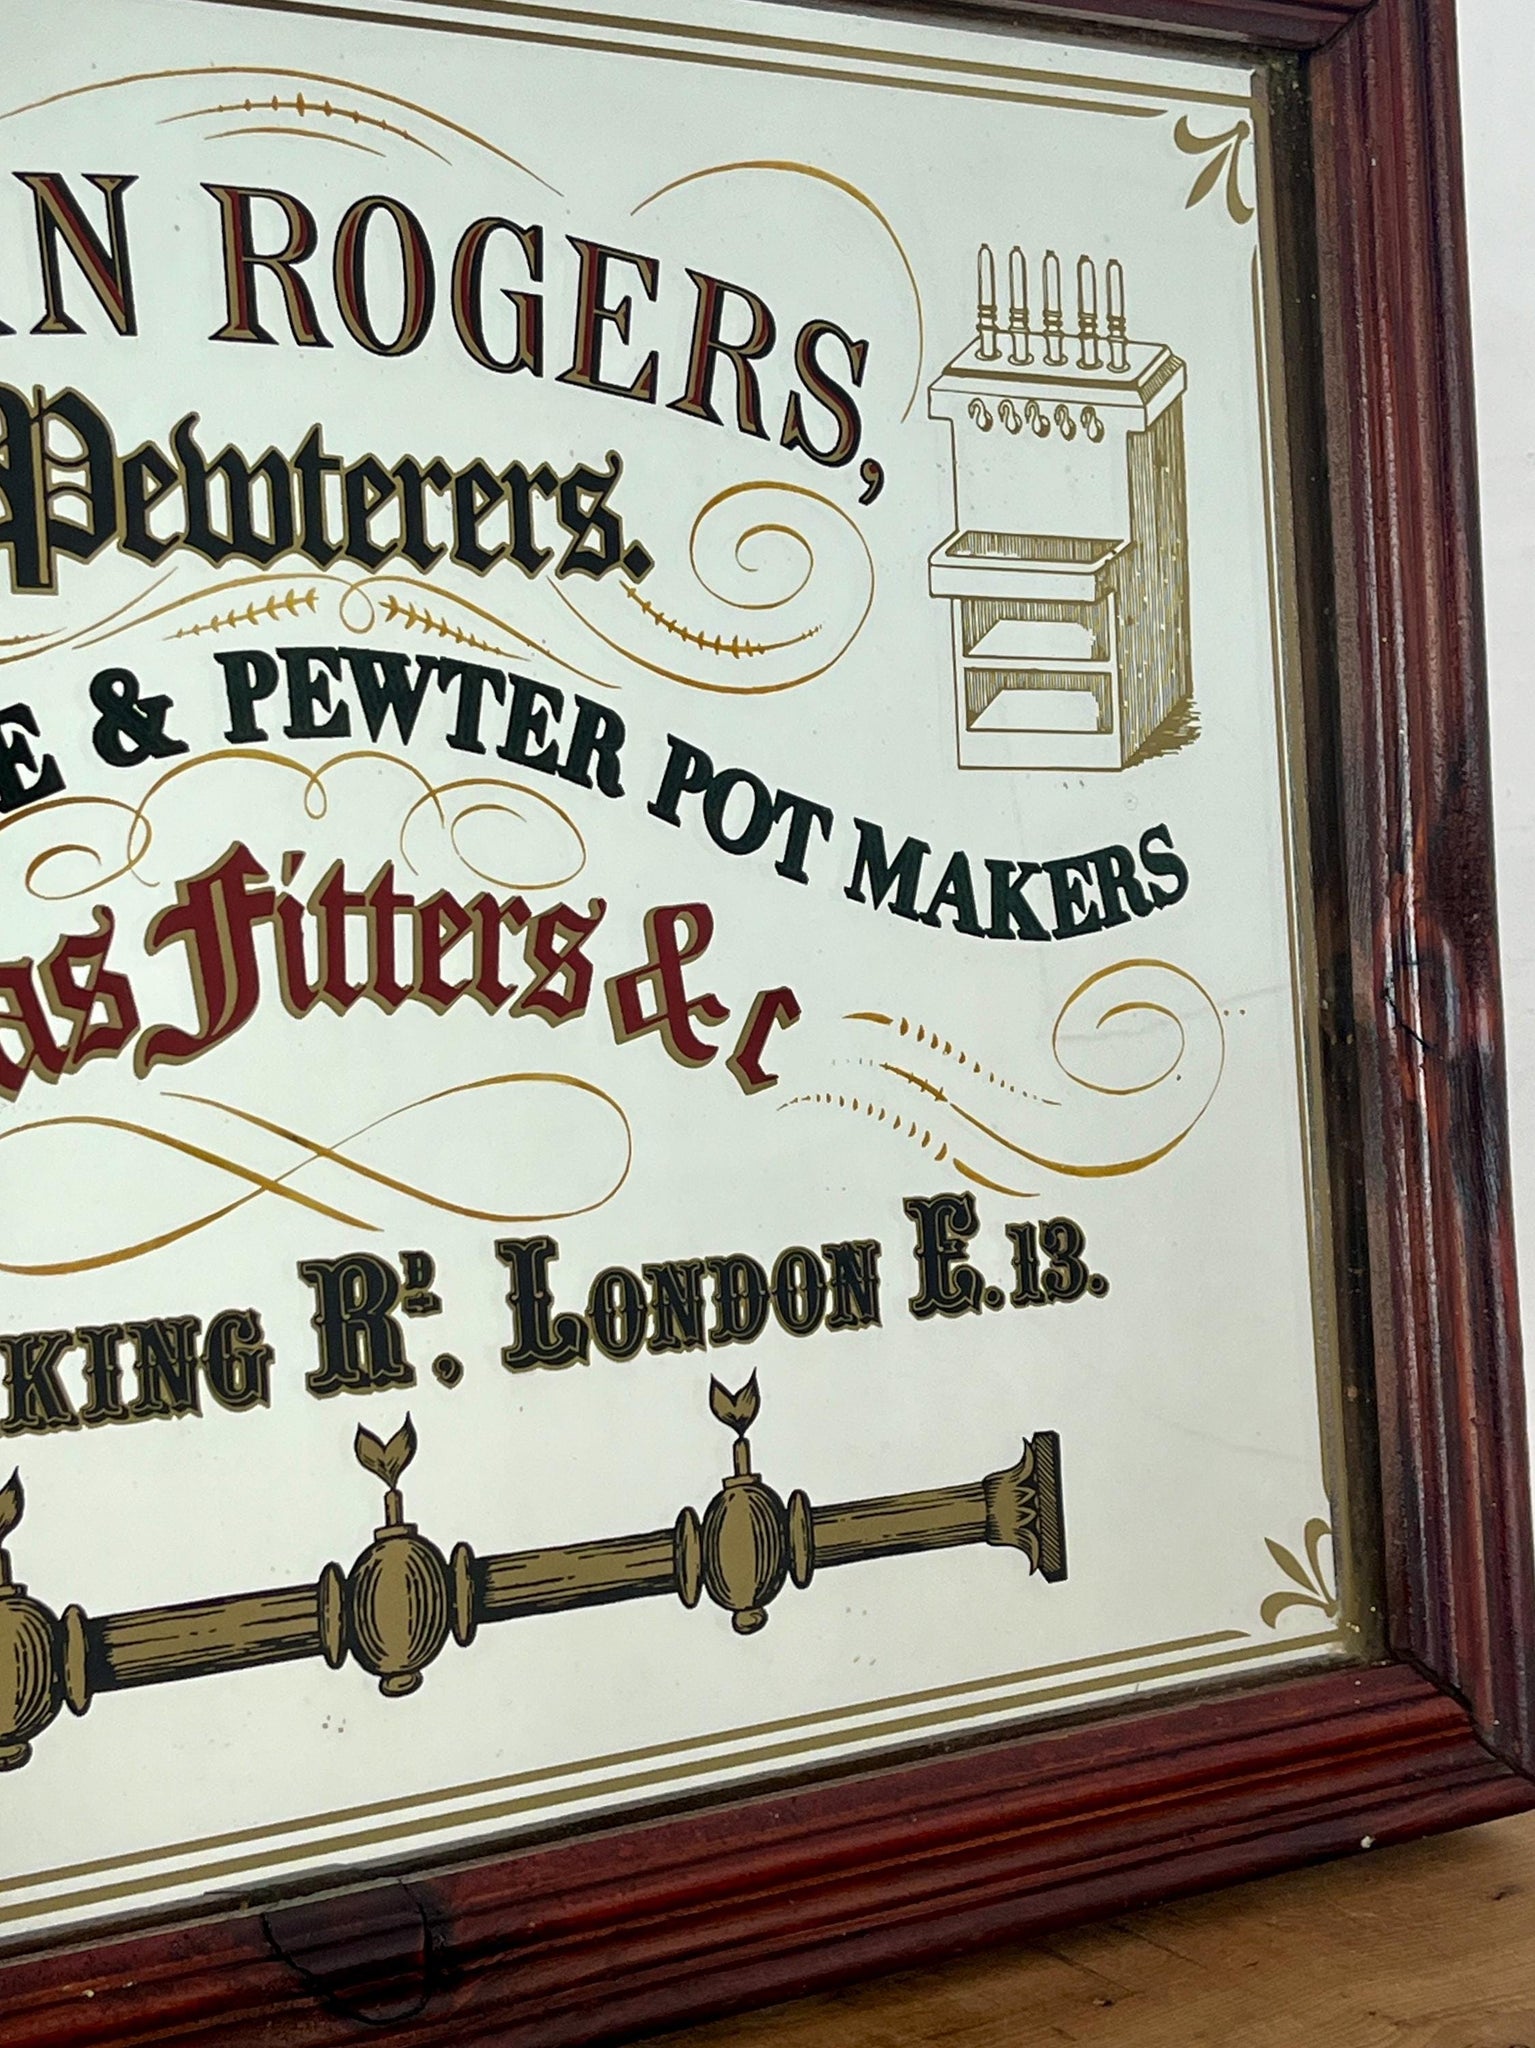 N ROGERS,
Pewterers.
E & PEWTER POT MAKERS
as Fitters & c
KING RD, LONDON E.13.